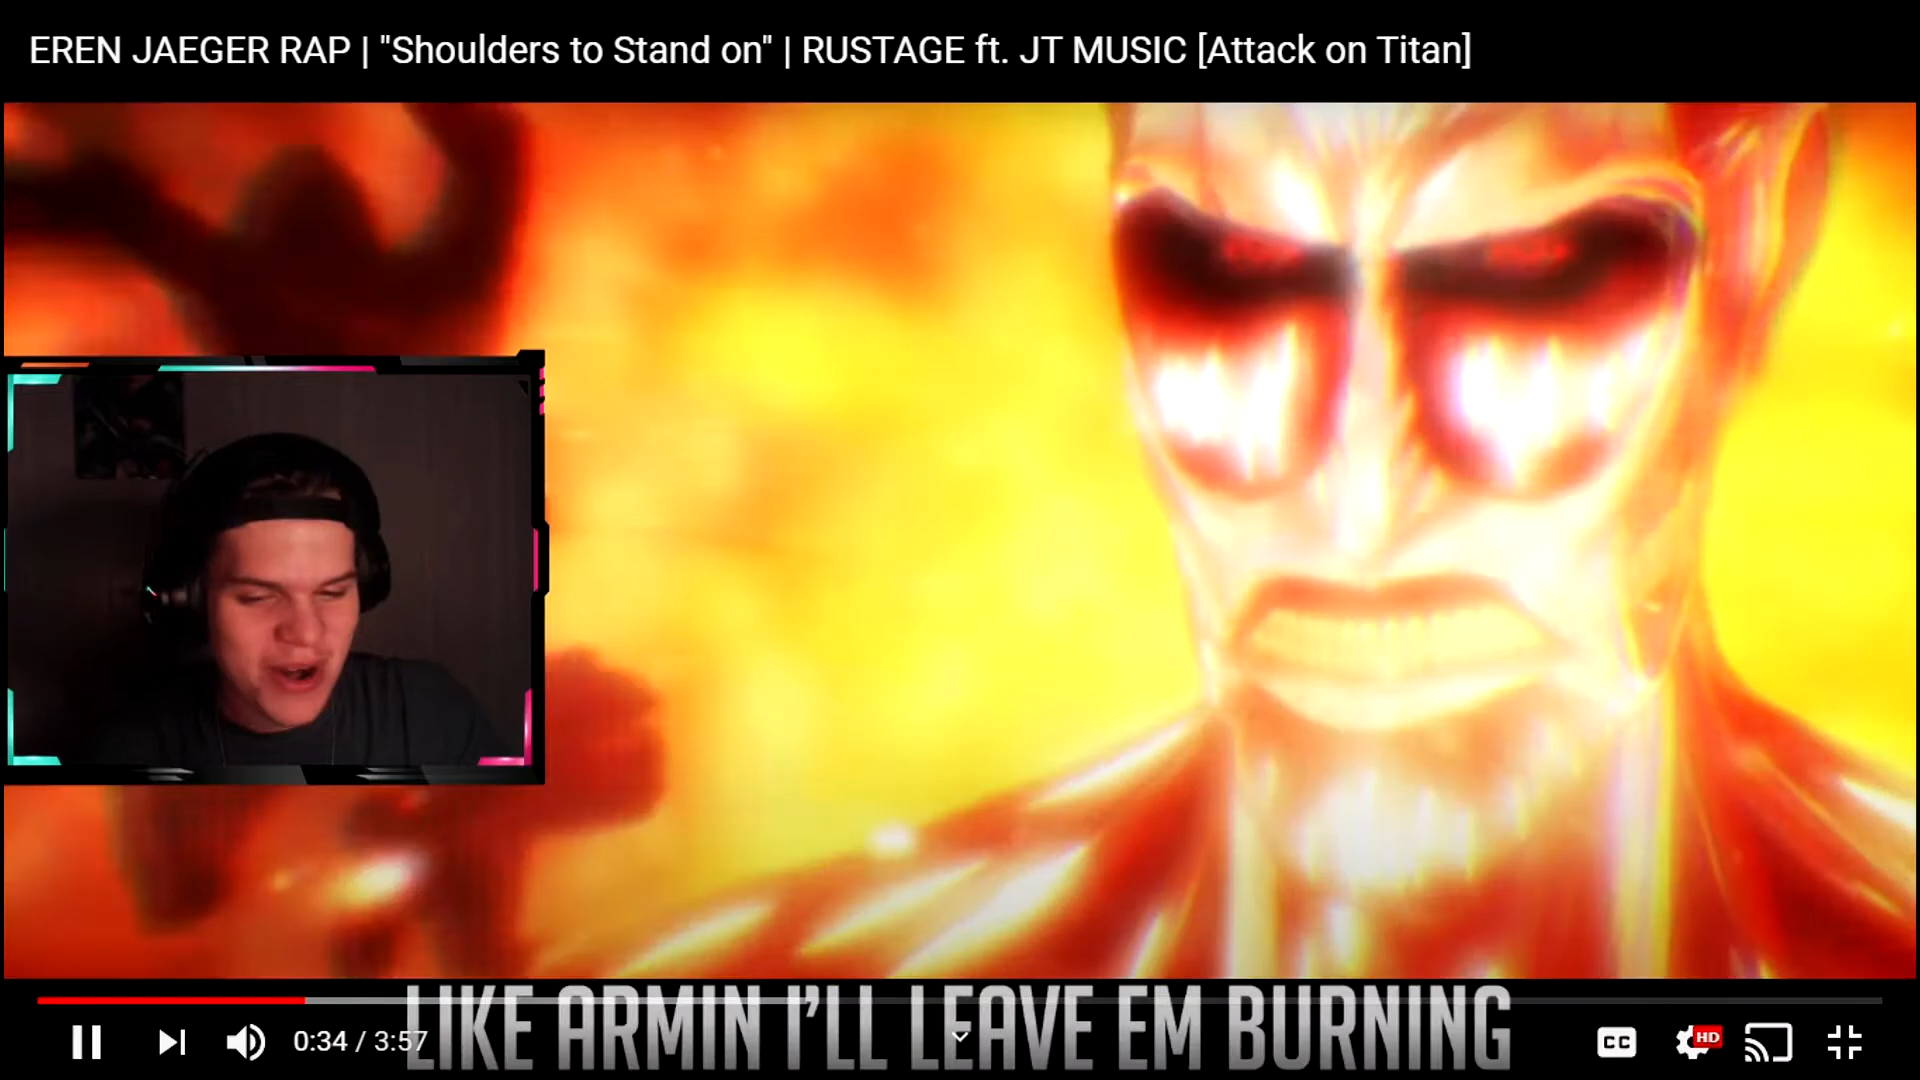 EREN JAEGER RAP | "Shoulders to Stand on" | RUSTAGE ft. JT MUSIC [Attack on Titan]
LIKE ARMIN I'LL LEAVE EM BURNING
0:34 / 3:57
CC
HD